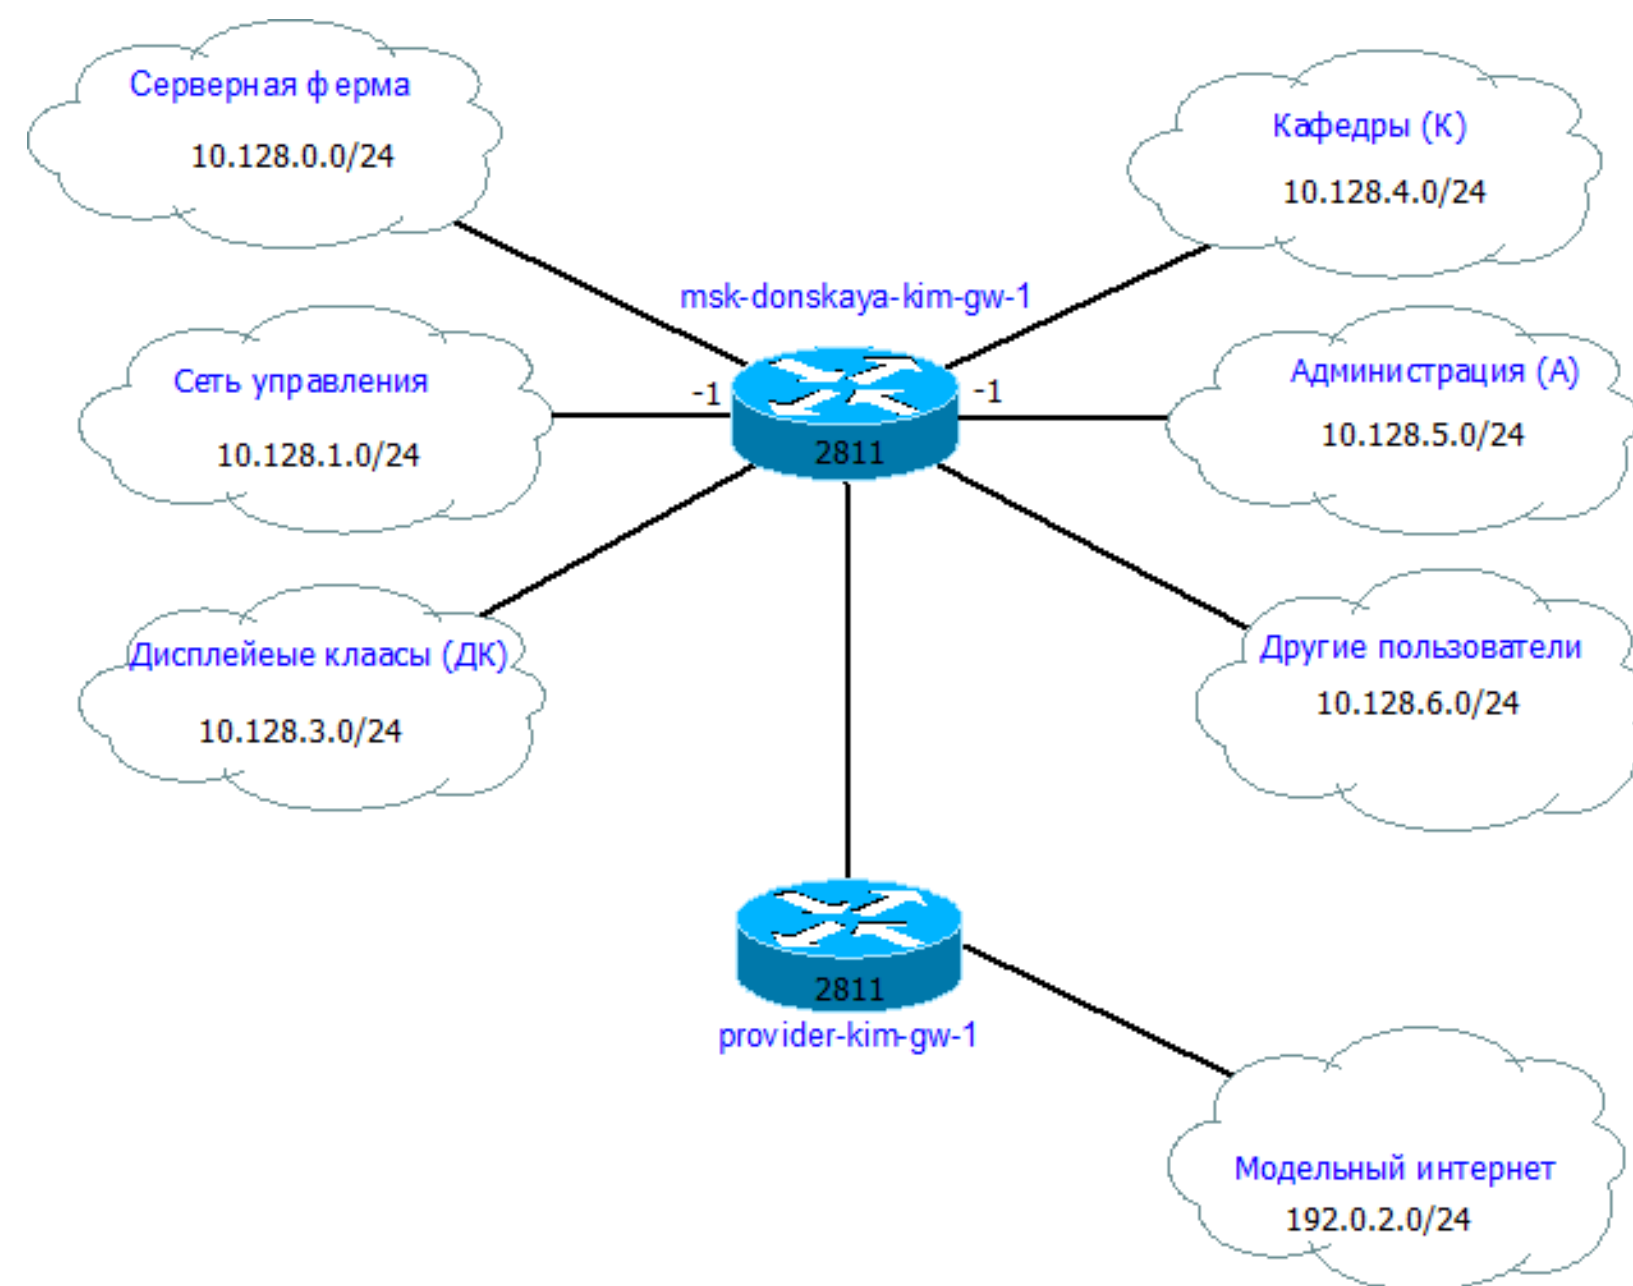 Серверная ферма
10.128.0.0/24
Кафедры (К)
10.128.4.0/24
msk-donskaya-kim-gw-1
Сеть управления
10.128.1.0/24
-1
-1
2811
Администрация (А)
10.128.5.0/24
Дисплейеые клаасы (ДК)
10.128.3.0/24
Другие пользователи
10.128.6.0/24
2811
provider-kim-gw-1
Модельный интернет
192.0.2.0/24